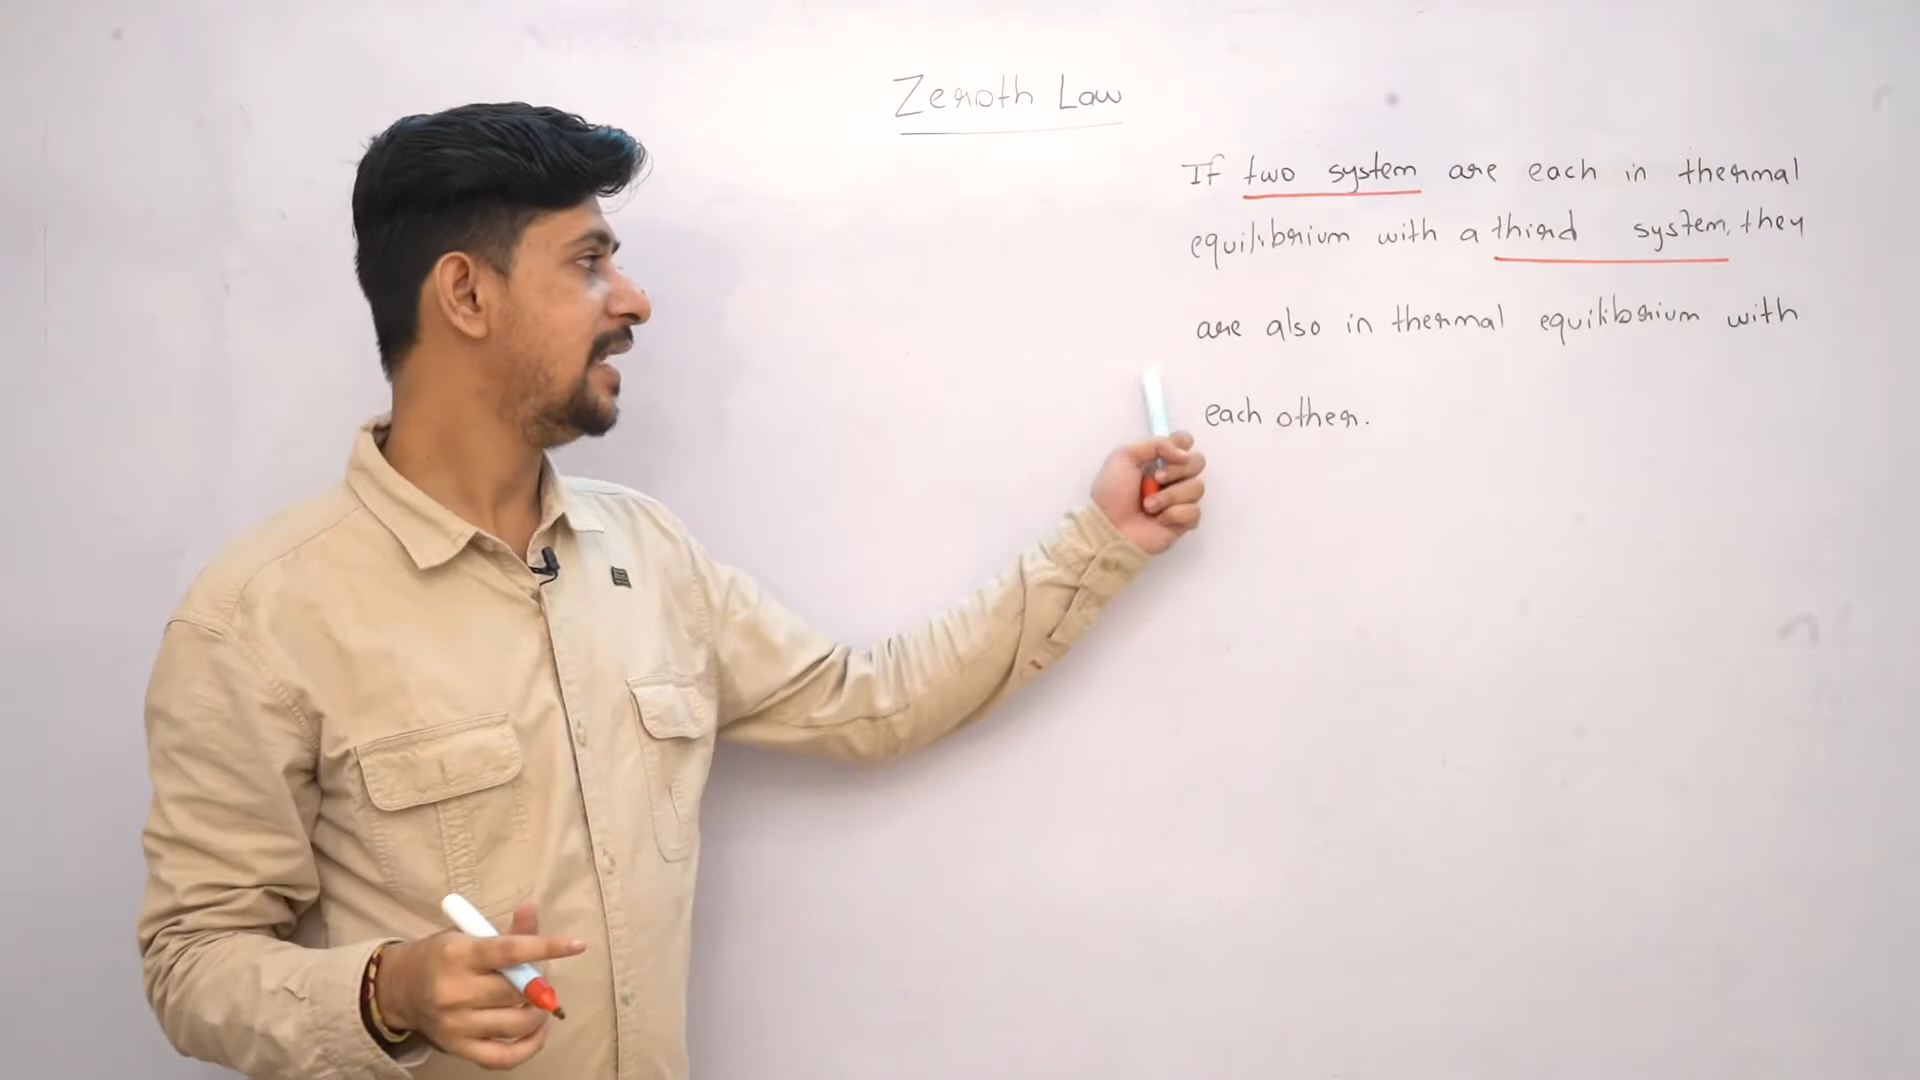 Zeroth Law
If two system are each in thermal
equilibrium with a third system, they
are also in thermal equilibrium with
each other.